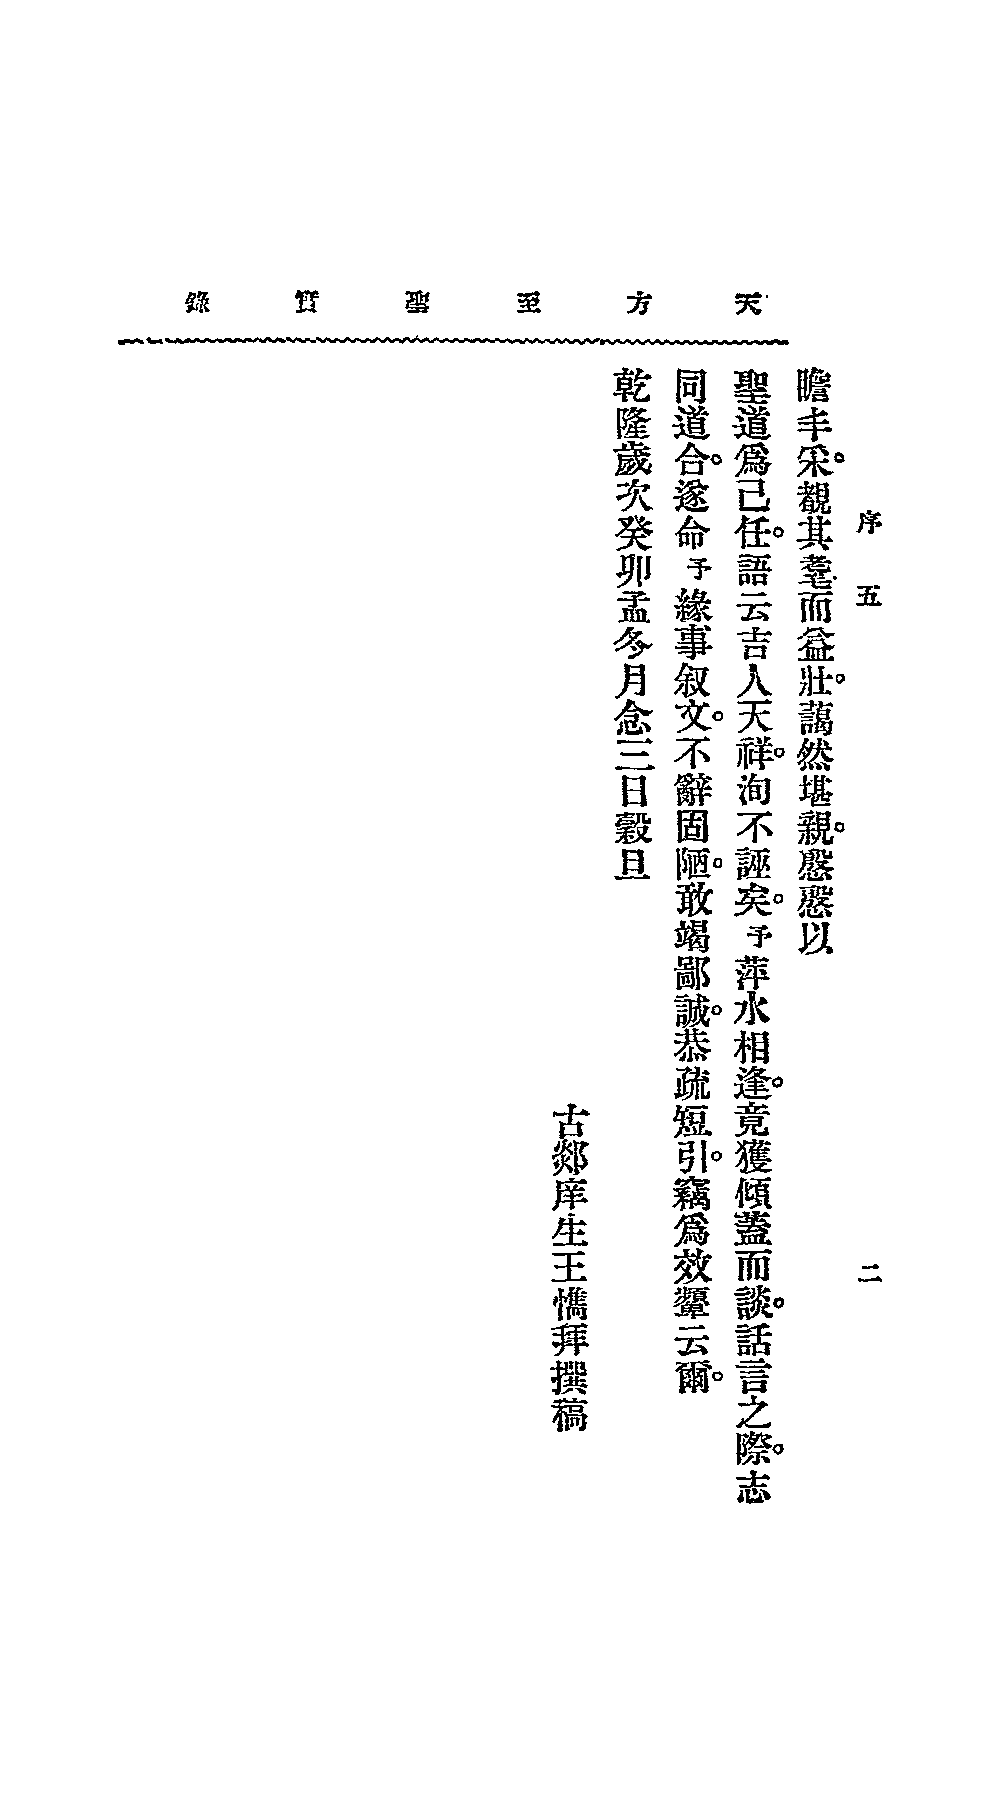 天方至聖實錄
序五
二
瞻丰采。覩其耄而益壯。藹然堪親。慇慇以
聖道爲己任。語云吉人天祥。洵不誣矣。予萍水相逢。竟獲傾蓋而談。話言之際。志
同道合。遂命予緣事叙文。不辭固陋。敢竭鄙誠。恭疏短引。竊爲效顰云爾。
乾隆歲次癸卯孟冬月念三日穀旦
古郯庠生王懏拜撰稿